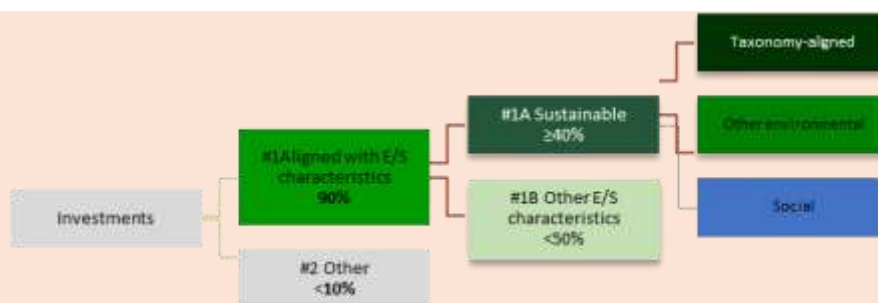 Taxonomy-aligned
#1A Sustainable
≥40%
Other environmental
#1Aligned with E/S
characteristics
90%
#1B Other E/S
characteristics
<50%
Social
Investments
#2 Other
<10%